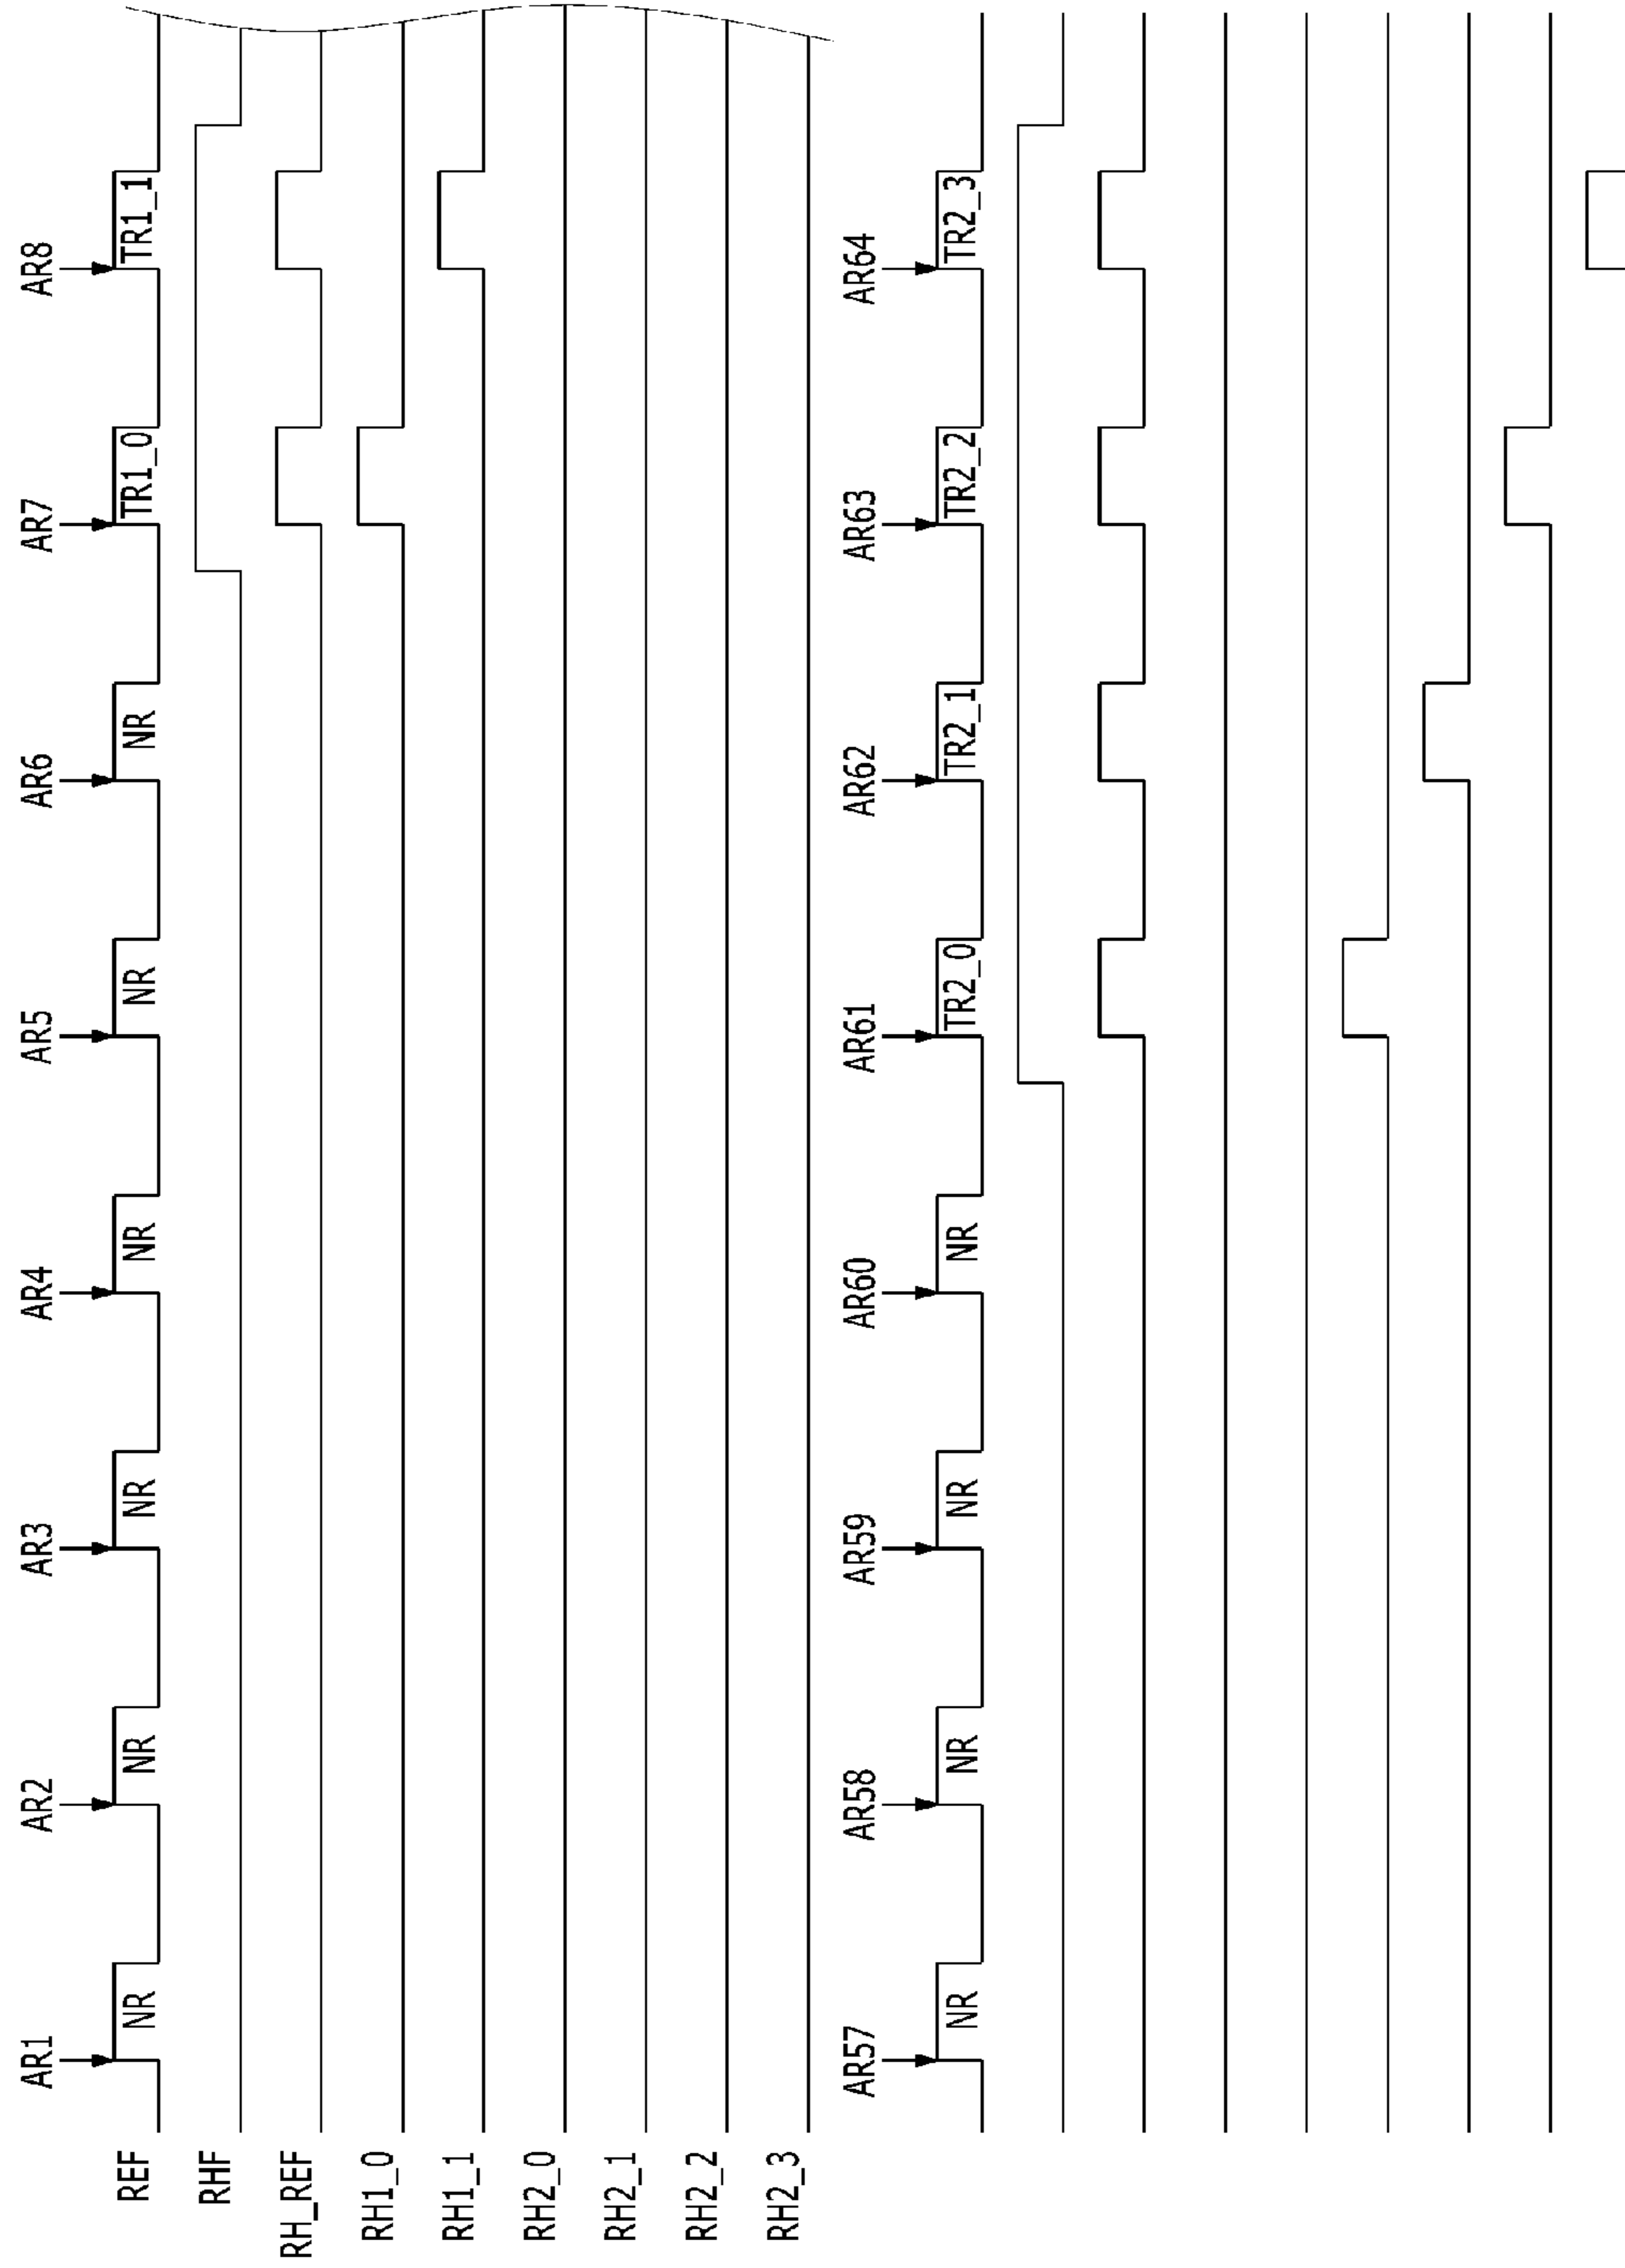 AR1 AR2 AR3 AR4 AR5 AR6 AR7 AR8
REF NR NR NR NR NR NR TR1_0 TR1_1
RHF
RH_REF
RH1_0
RH1_1
RH2_0
RH2_1
RH2_2
RH2_3
AR57 AR58 AR59 AR60 AR61 AR62 AR63 AR64
NR NR NR NR TR2_0 TR2_1 TR2_2 TR2_3